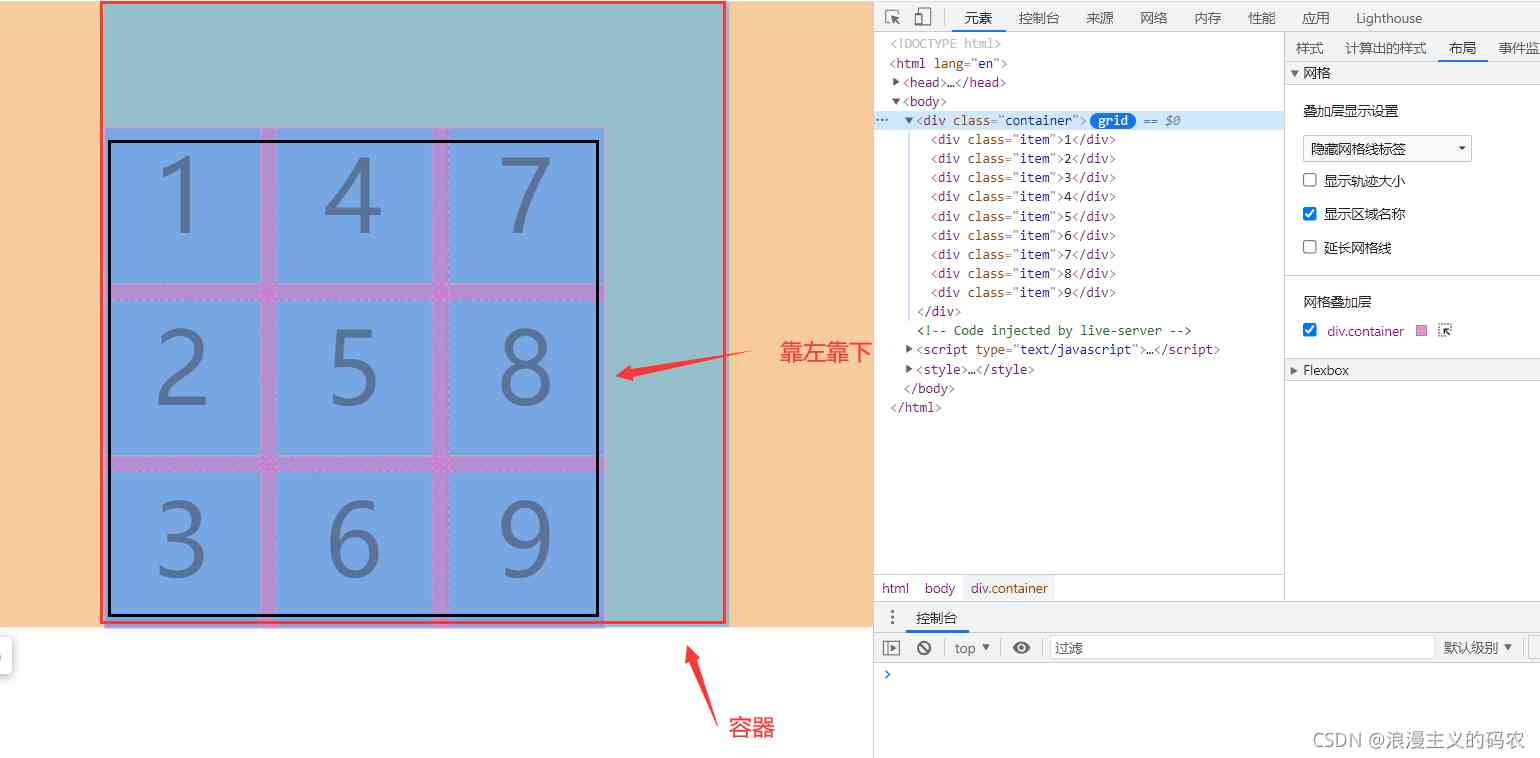 1 4 7
2 5 8
3 6 9
靠左靠下
容器
元素 控制台 来源 网络 内存 性能 应用 Lighthouse
<!DOCTYPE html>
<html lang="en">
<head>…</head>
<body>
<div class="container"> grid == $0
<div class="item">1</div>
<div class="item">2</div>
<div class="item">3</div>
<div class="item">4</div>
<div class="item">5</div>
<div class="item">6</div>
<div class="item">7</div>
<div class="item">8</div>
<div class="item">9</div>
</div>
<!-- Code injected by live-server -->
<script type="text/javascript">…</script>
<style>…</style>
</body>
</html>
html body div.container
样式 计算出的样式 布局 事件监
网格
叠加层显示设置
隐藏网格线标签
显示轨迹大小
显示区域名称
延长网格线
网格叠加层
div.container
Flexbox
控制台
top 过滤 默认级别
CSDN @浪漫主义的码农